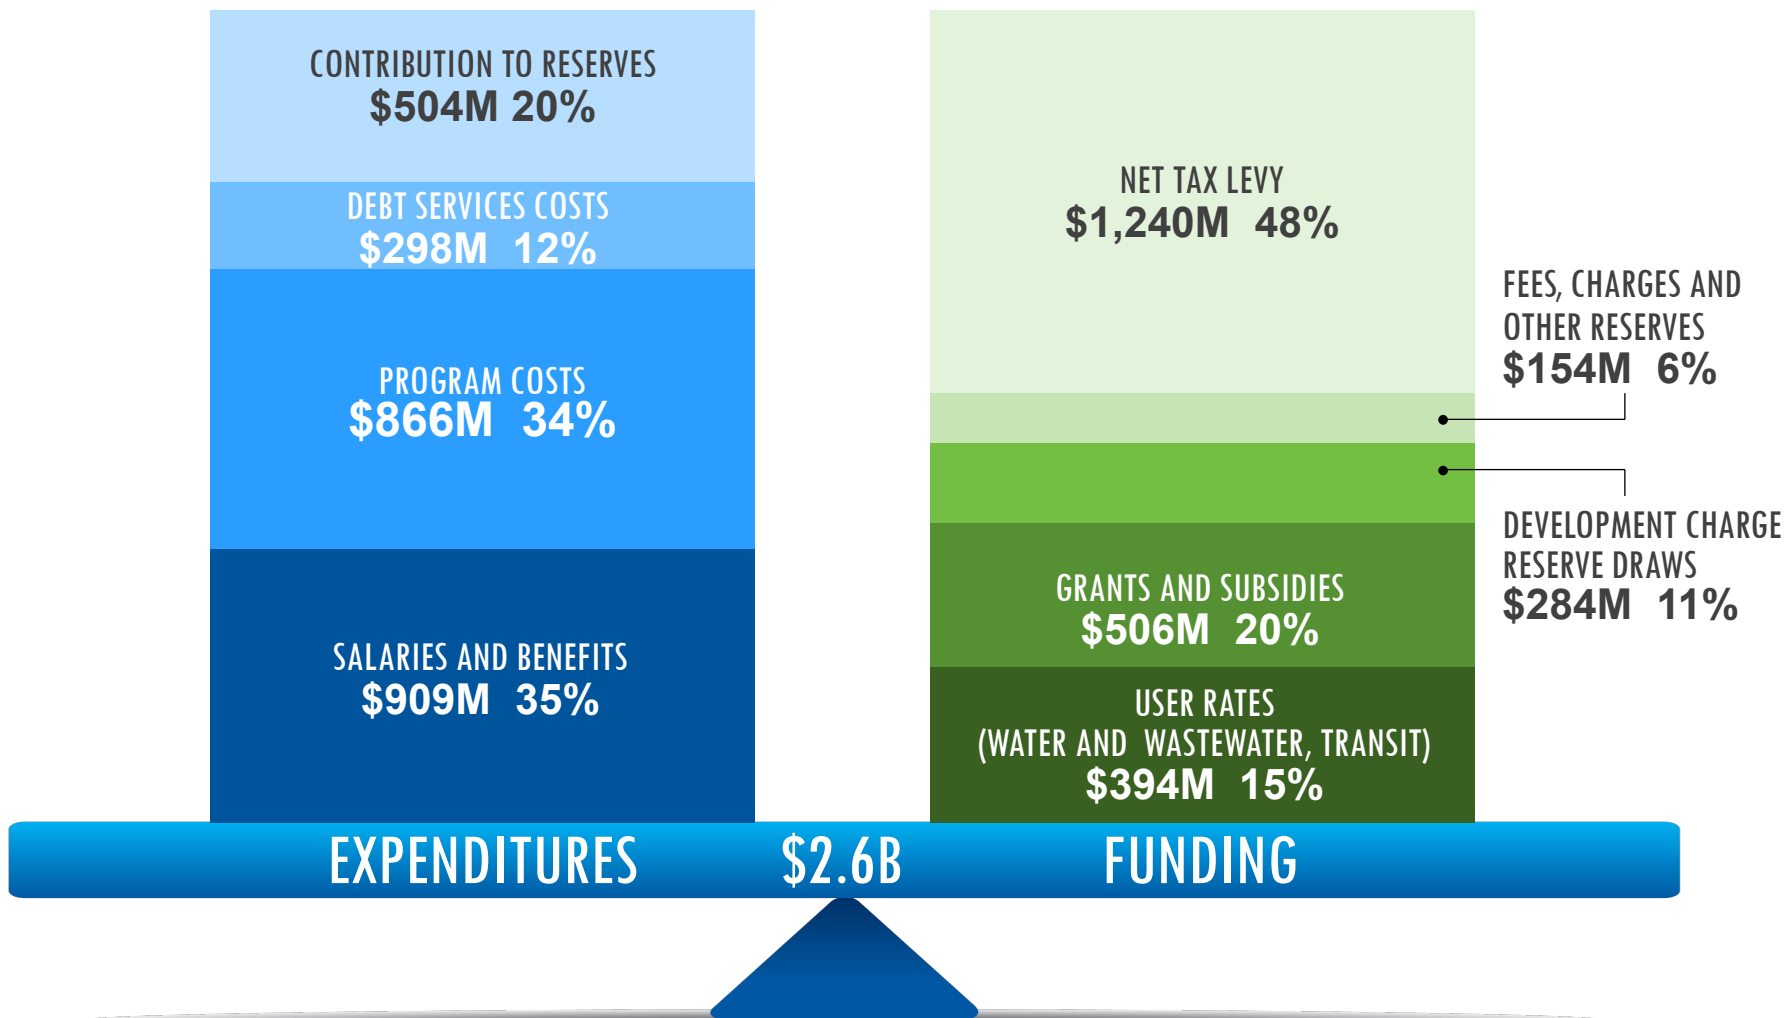 CONTRIBUTION TO RESERVES
$504M 20%
DEBT SERVICES COSTS
$298M 12%
PROGRAM COSTS
$866M 34%
SALARIES AND BENEFITS
$909M 35%
NET TAX LEVY
$1,240M 48%
FEES, CHARGES AND
OTHER RESERVES
$154M 6%
DEVELOPMENT CHARGE
RESERVE DRAWS
$284M 11%
GRANTS AND SUBSIDIES
$506M 20%
USER RATES
(WATER AND WASTEWATER, TRANSIT)
$394M 15%
EXPENDITURES $2.6B FUNDING